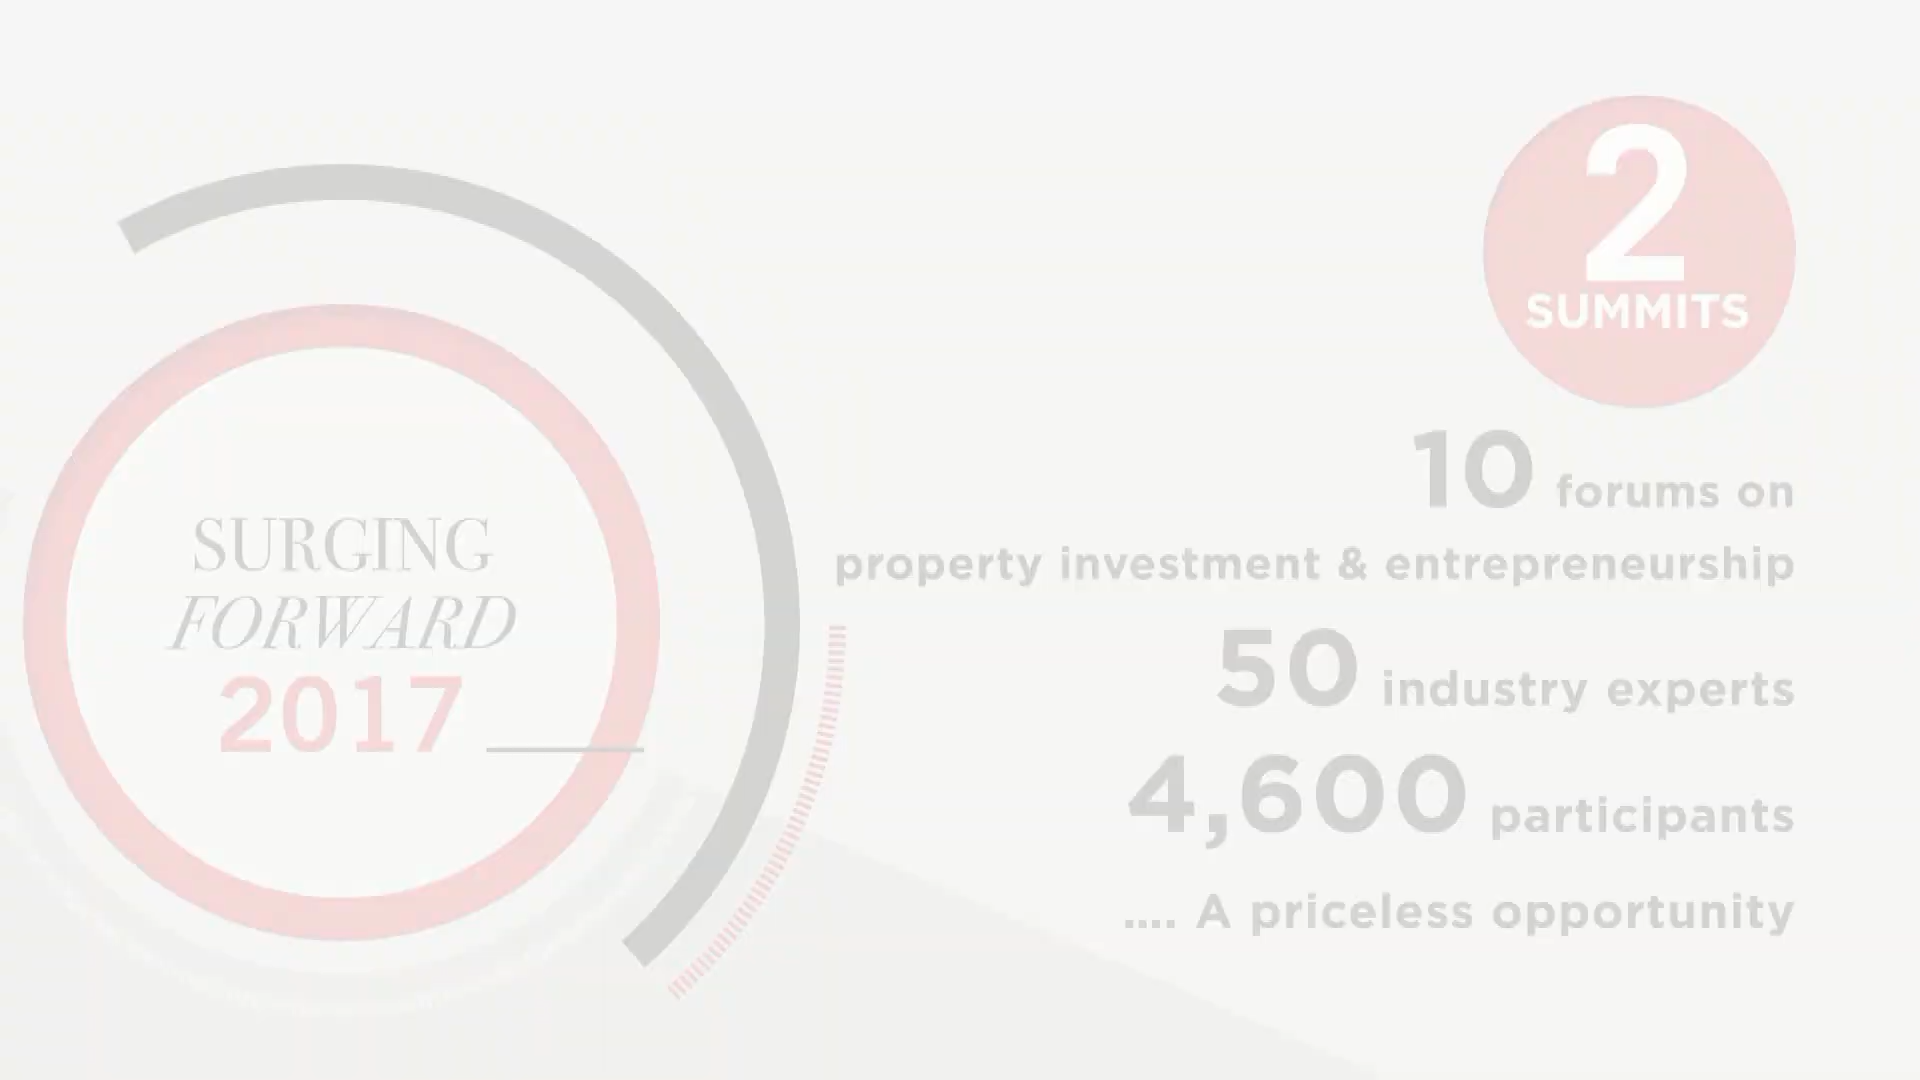 SURGING
FORWARD
2017
2
SUMMITS
10 forums on
property investment & entrepreneurship
50 industry experts
4,600 participants
.... A priceless opportunity